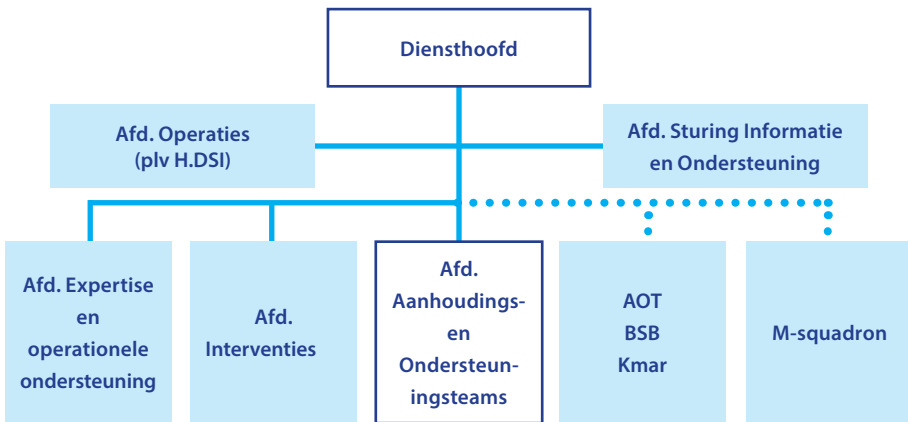 Diensthoofd
Afd. Operaties
(plv H.DSI)
Afd. Sturing Informatie
en Ondersteuning
Afd. Expertise
en
operationele
ondersteuning
Afd.
Interventies
Afd.
Aanhoudings-
en
Ondersteun-
ingsteams
AOT
BSB
Kmar
M-squadron